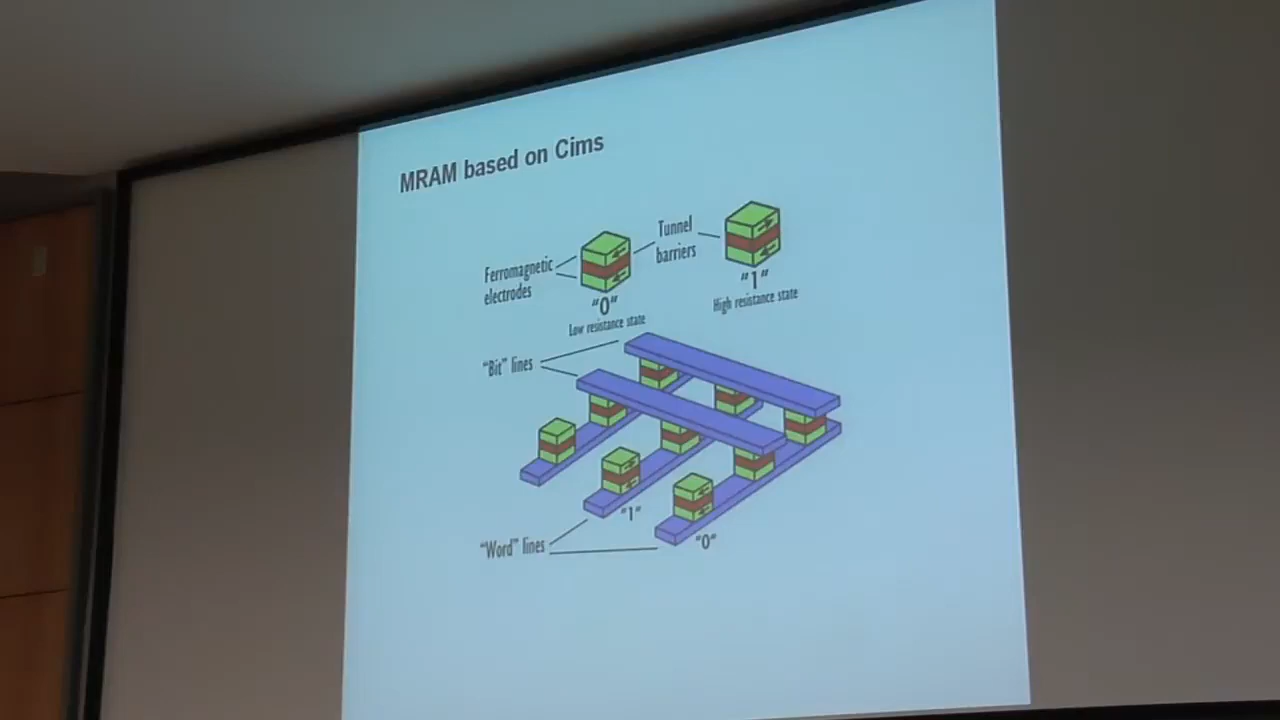 MRAM based on Cims
Tunnel
barriers
Ferromagnetic
electrodes
"0"
Low resistance state
"1"
High resistance state
"Bit" lines
"Word" lines
"1"
"0"